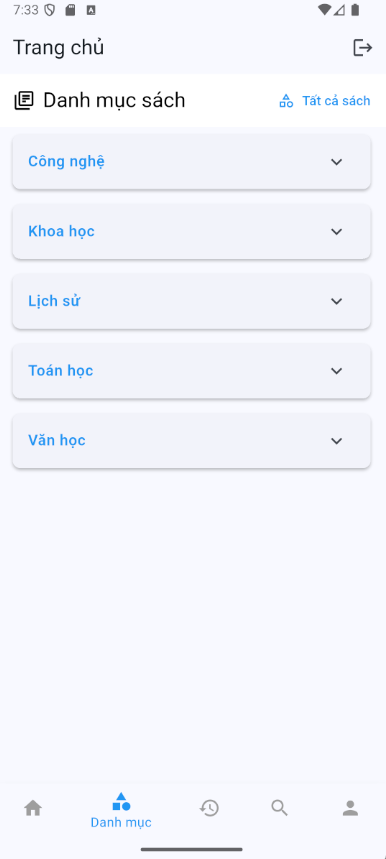 7:33
Trang chủ
Danh mục sách
Tất cả sách
Công nghệ
Khoa học
Lịch sử
Toán học
Văn học
Danh mục